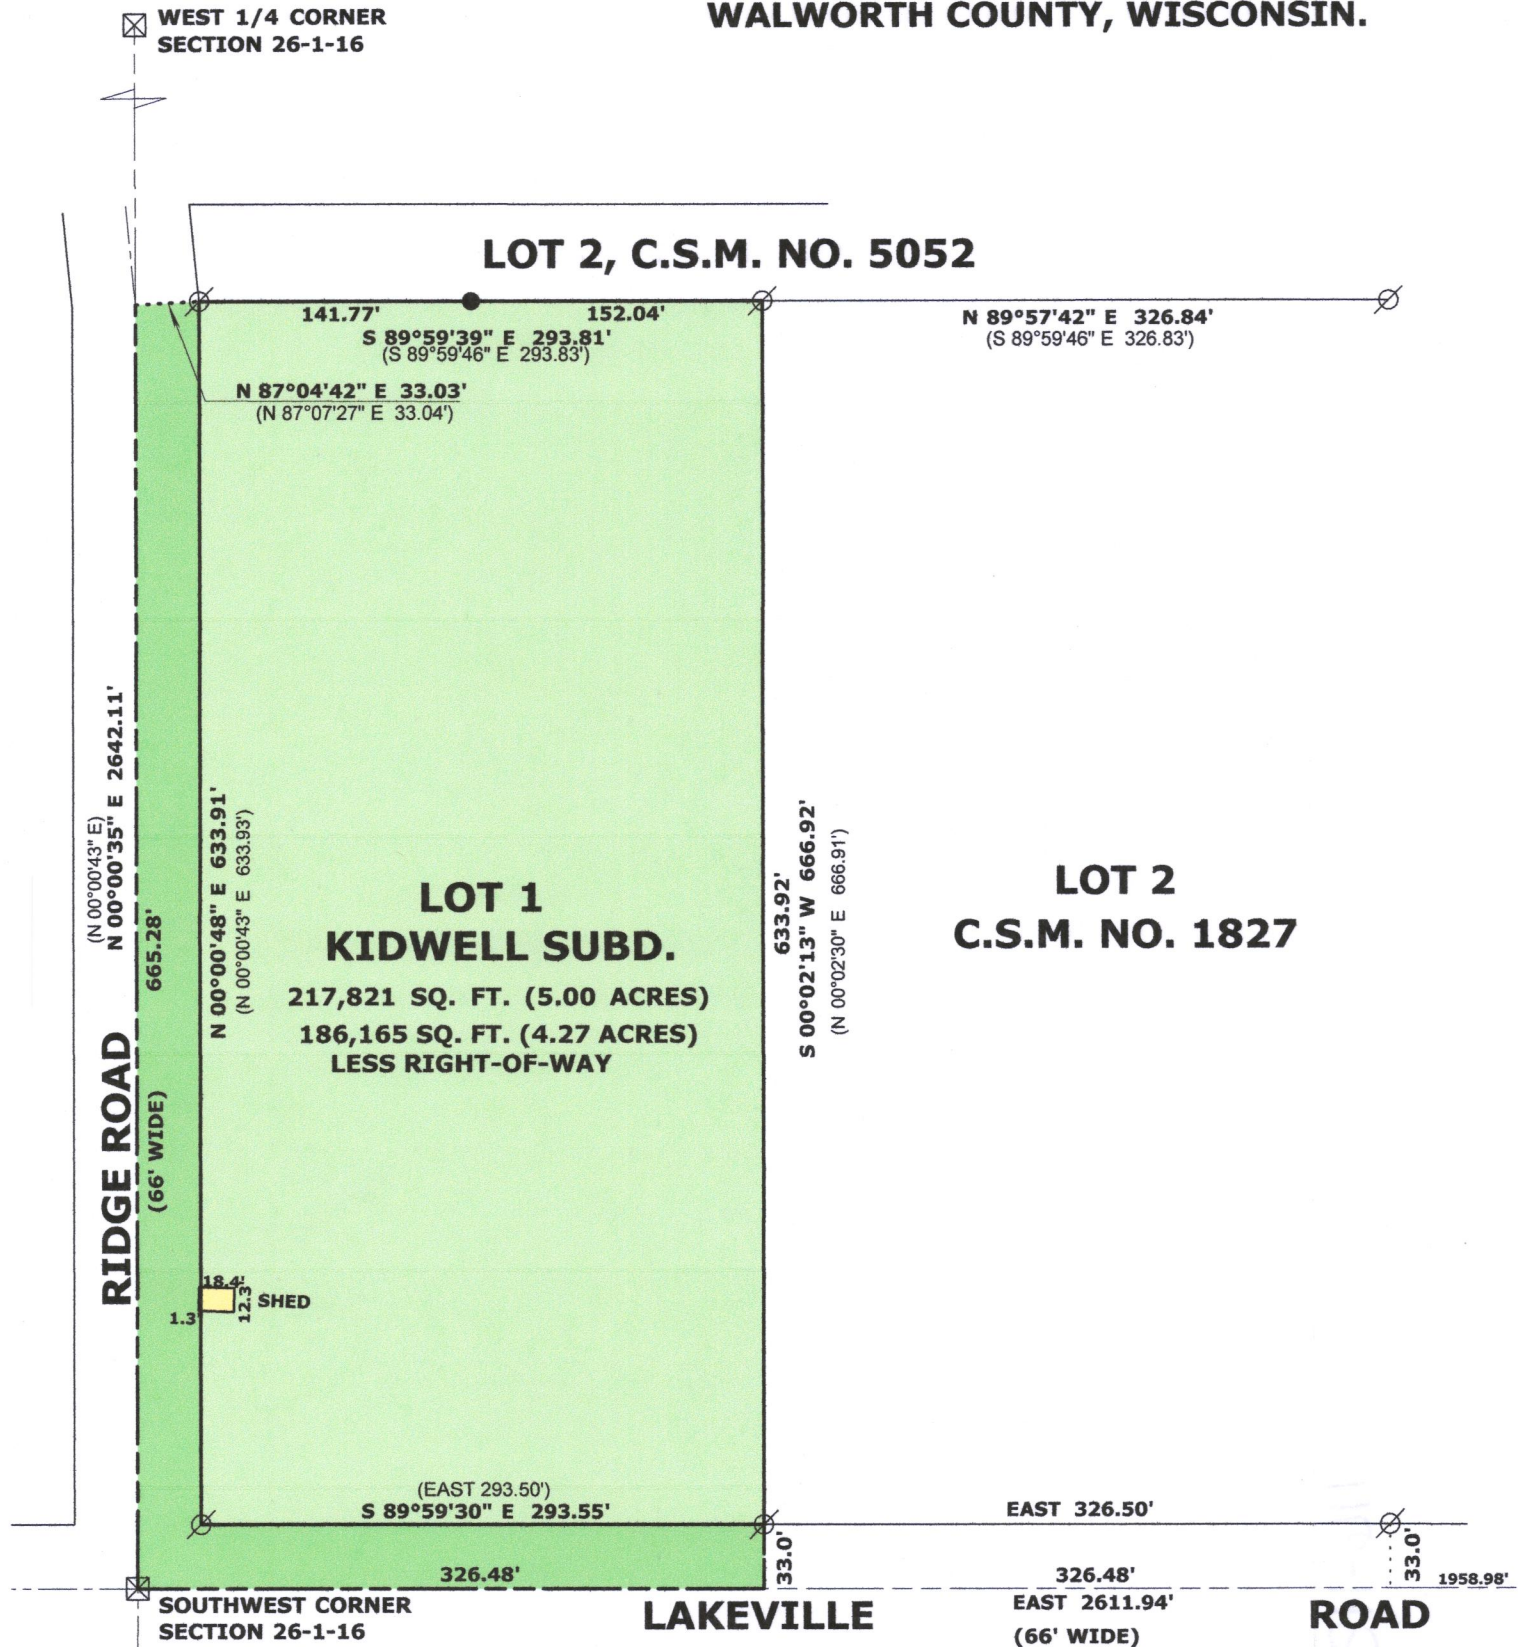 WEST 1/4 CORNER
SECTION 26-1-16
WALWORTH COUNTY, WISCONSIN.
LOT 2, C.S.M. NO. 5052
141.77'
152.04'
S 89°59'39" E 293.81'
(S 89°59'46" E 293.83')
N 89°57'42" E 326.84'
(S 89°59'46" E 326.83')
N 87°04'42" E 33.03'
(N 87°07'27" E 33.04')
(N 00°00'43" E)
N 00°00'35" E 2642.11'
665.28'
RIDGE ROAD
(66' WIDE)
N 00°00'48" E 633.91'
(N 00°00'43" E 633.93')
LOT 1
KIDWELL SUBD.
217,821 SQ. FT. (5.00 ACRES)
186,165 SQ. FT. (4.27 ACRES)
LESS RIGHT-OF-WAY
633.92'
S 00°02'13" W 666.92'
(N 00°02'30" E 666.91')
LOT 2
C.S.M. NO. 1827
18.4'
12.3'
SHED
1.3'
(EAST 293.50')
S 89°59'30" E 293.55'
EAST 326.50'
33.0'
33.0'
326.48'
326.48'
1958.98'
SOUTHWEST CORNER
SECTION 26-1-16
LAKEVILLE ROAD
EAST 2611.94'
(66' WIDE)